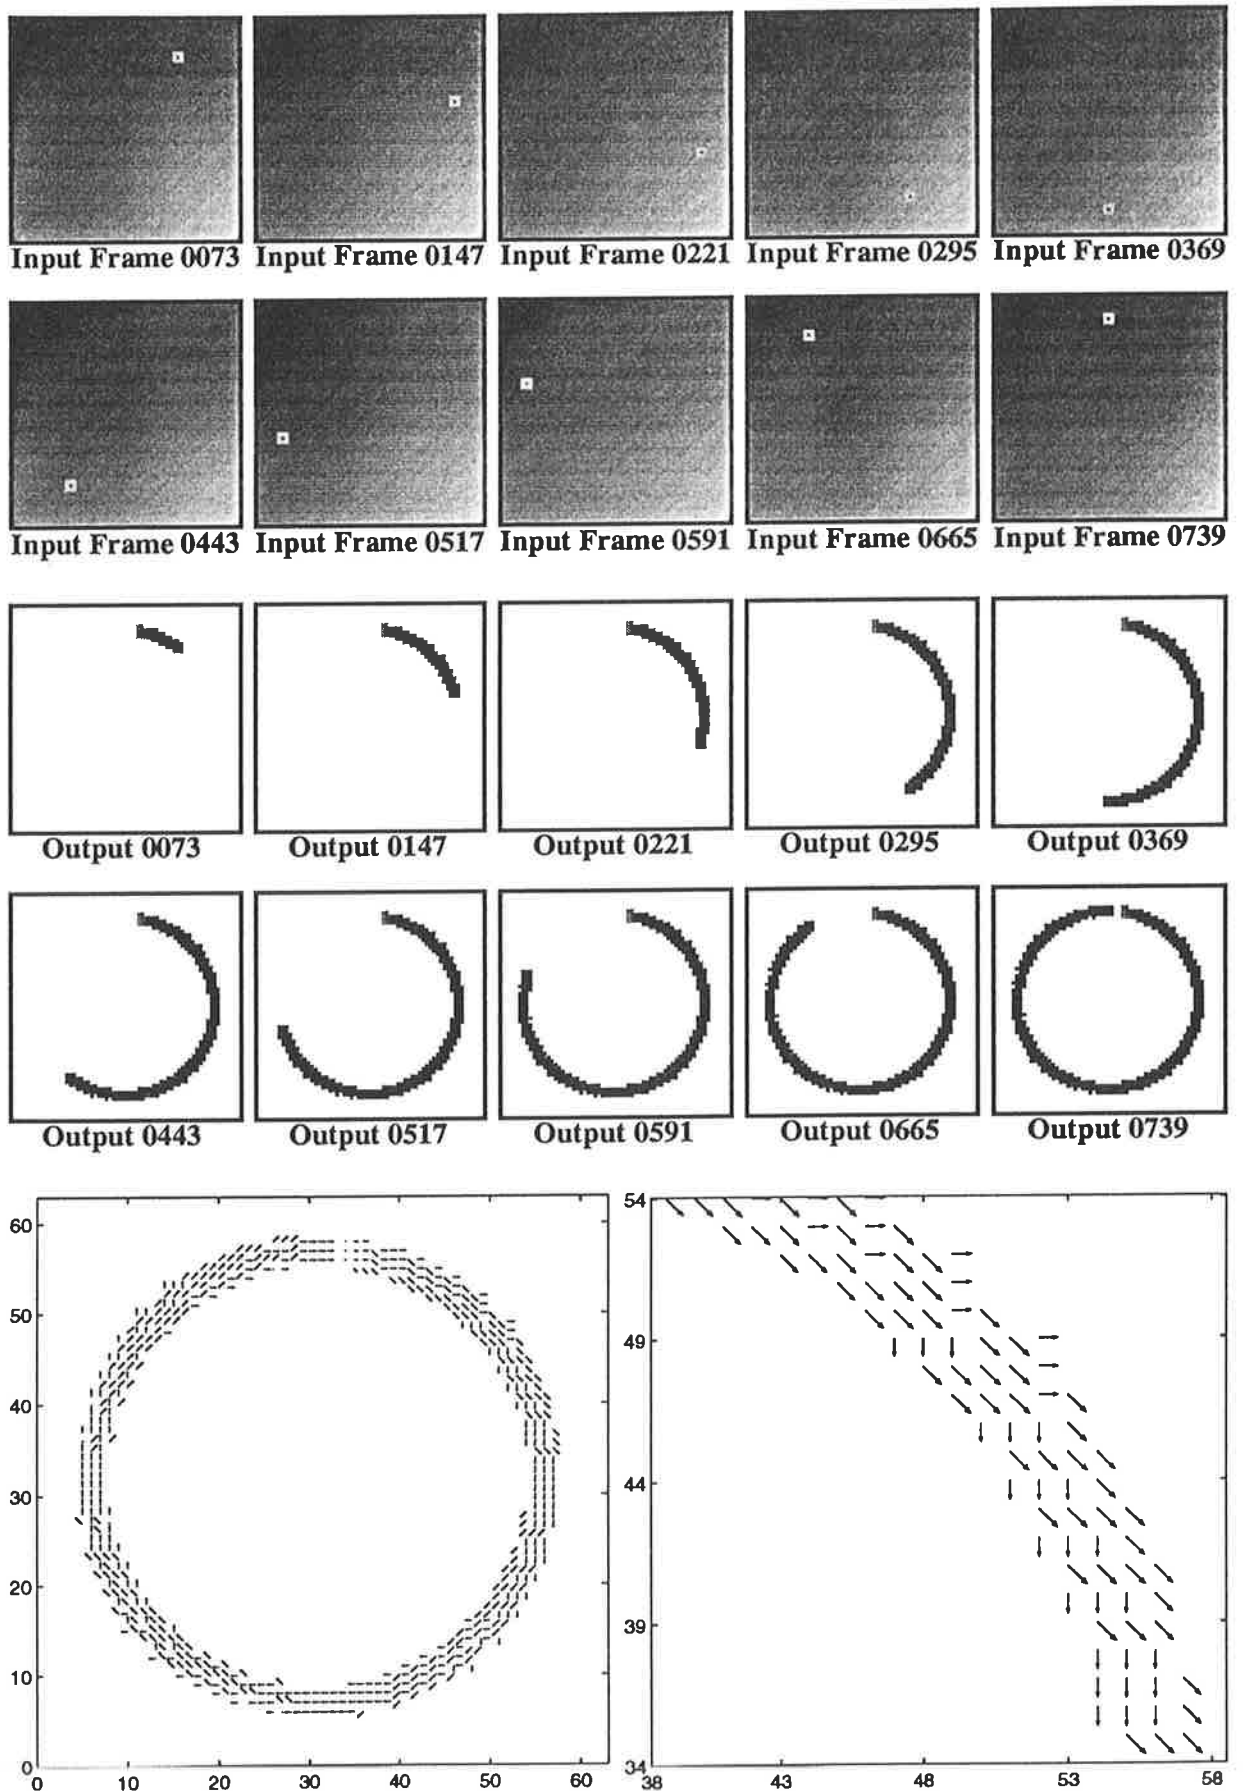 Input Frame 0073 Input Frame 0147 Input Frame 0221 Input Frame 0295 Input Frame 0369
Input Frame 0443 Input Frame 0517 Input Frame 0591 Input Frame 0665 Input Frame 0739
Output 0073 Output 0147 Output 0221 Output 0295 Output 0369
Output 0443 Output 0517 Output 0591 Output 0665 Output 0739
60
50
40
30
20
10
0
0 10 20 30 40 50 60
54
49
44
39
34
38 43 48 53 58